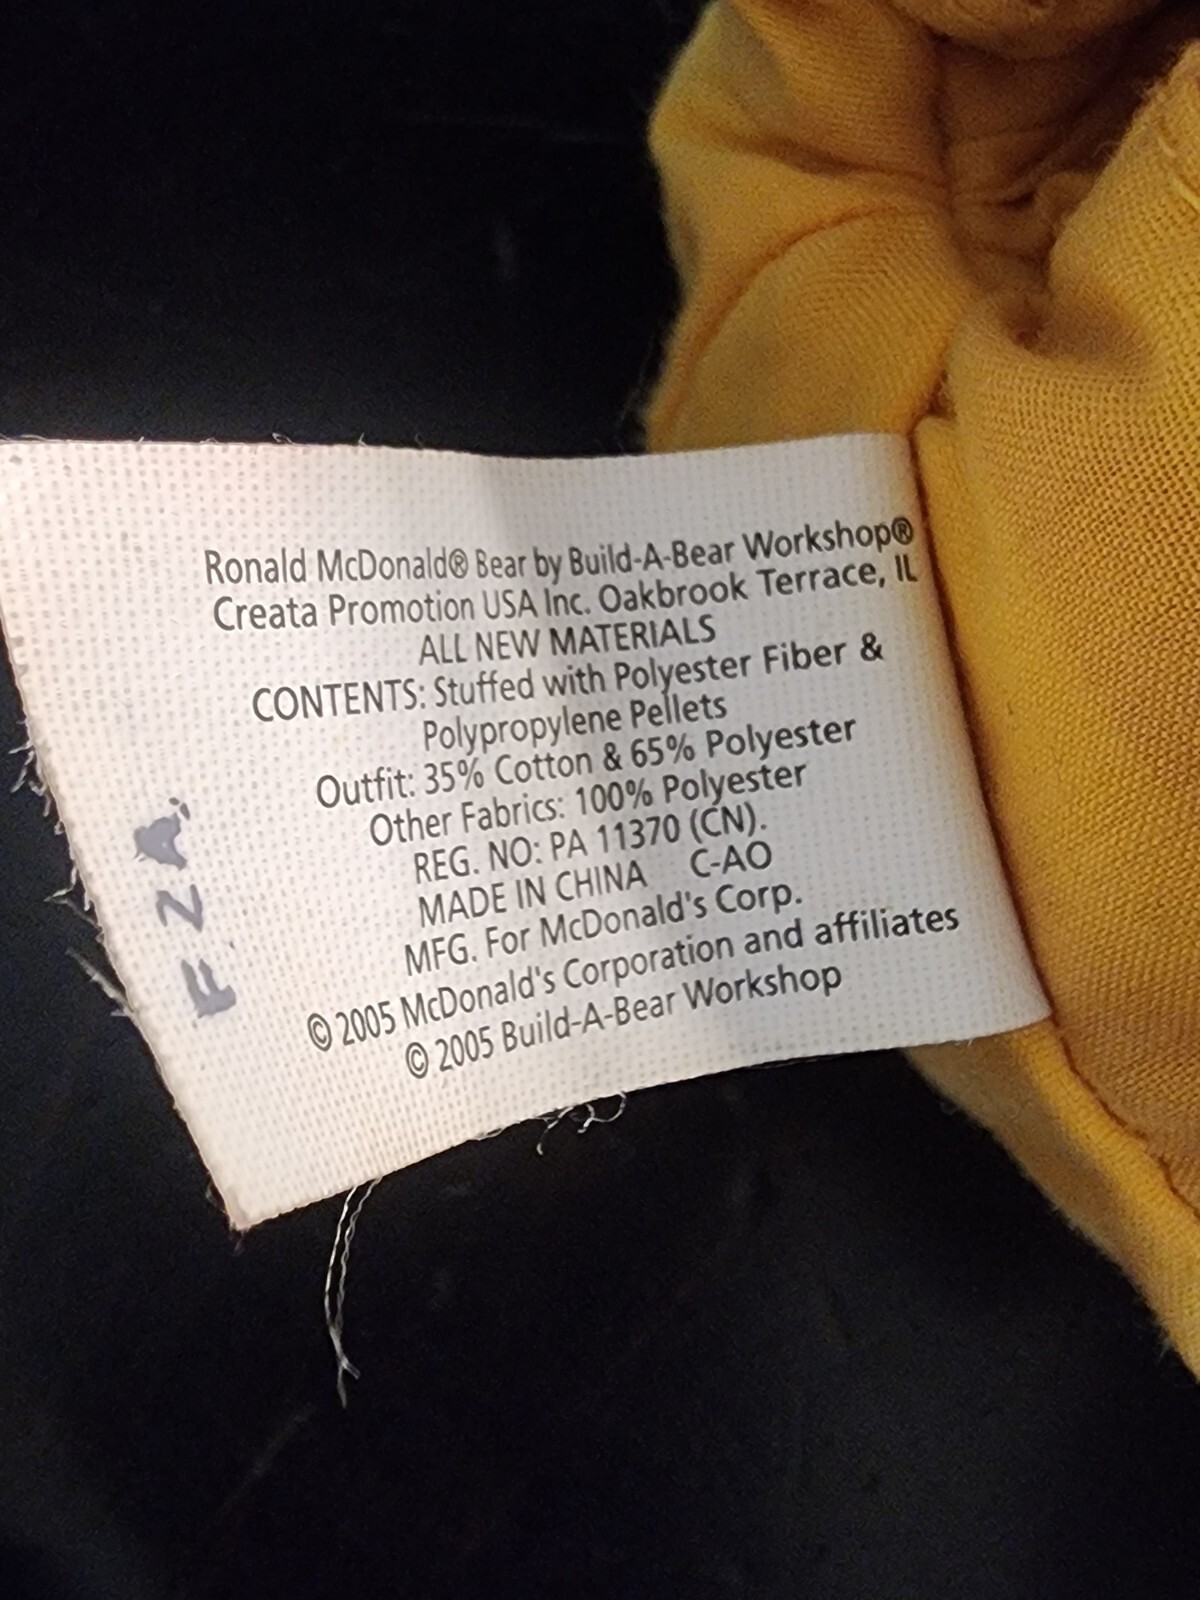 Ronald McDonald® Bear by Build-A-Bear Workshop®
Creata Promotion USA Inc. Oakbrook Terrace, IL
ALL NEW MATERIALS
CONTENTS: Stuffed with Polyester Fiber &
Polypropylene Pellets
Outfit: 35% Cotton & 65% Polyester
Other Fabrics: 100% Polyester
REG. NO: PA 11370 (CN).
MADE IN CHINA C-AO
MFG. For McDonald's Corp.
© 2005 McDonald's Corporation and affiliates
© 2005 Build-A-Bear Workshop
F.ZA.